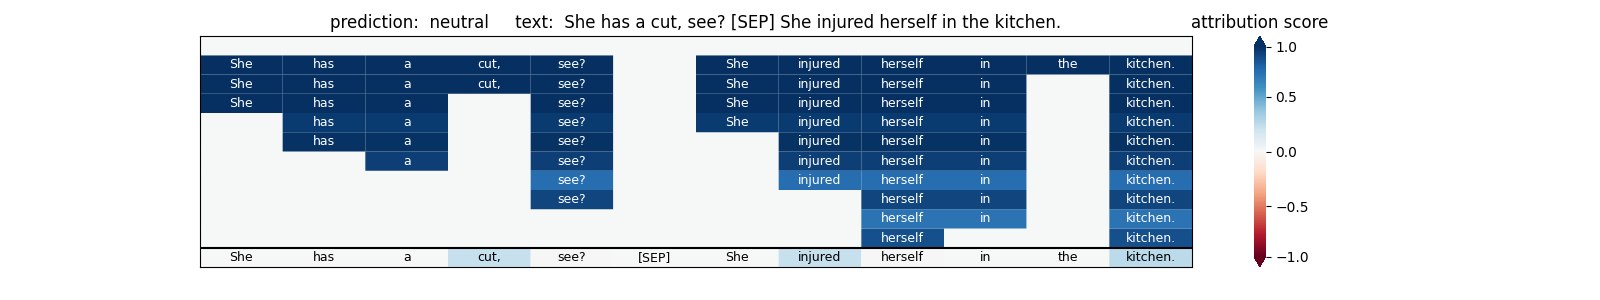 prediction:  neutral     text:  She has a cut, see? [SEP] She injured herself in the kitchen.     attribution score
She has a cut, see? She injured herself in the kitchen.
She has a cut, see? She injured herself in kitchen.
She has a see? She injured herself in kitchen.
has a see? She injured herself in kitchen.
has a see? injured herself in kitchen.
a see? injured herself in kitchen.
see? injured herself in kitchen.
see? herself in kitchen.
herself in kitchen.
herself kitchen.
She has a cut, see? [SEP] She injured herself in the kitchen.
1.0
0.5
0.0
−0.5
−1.0